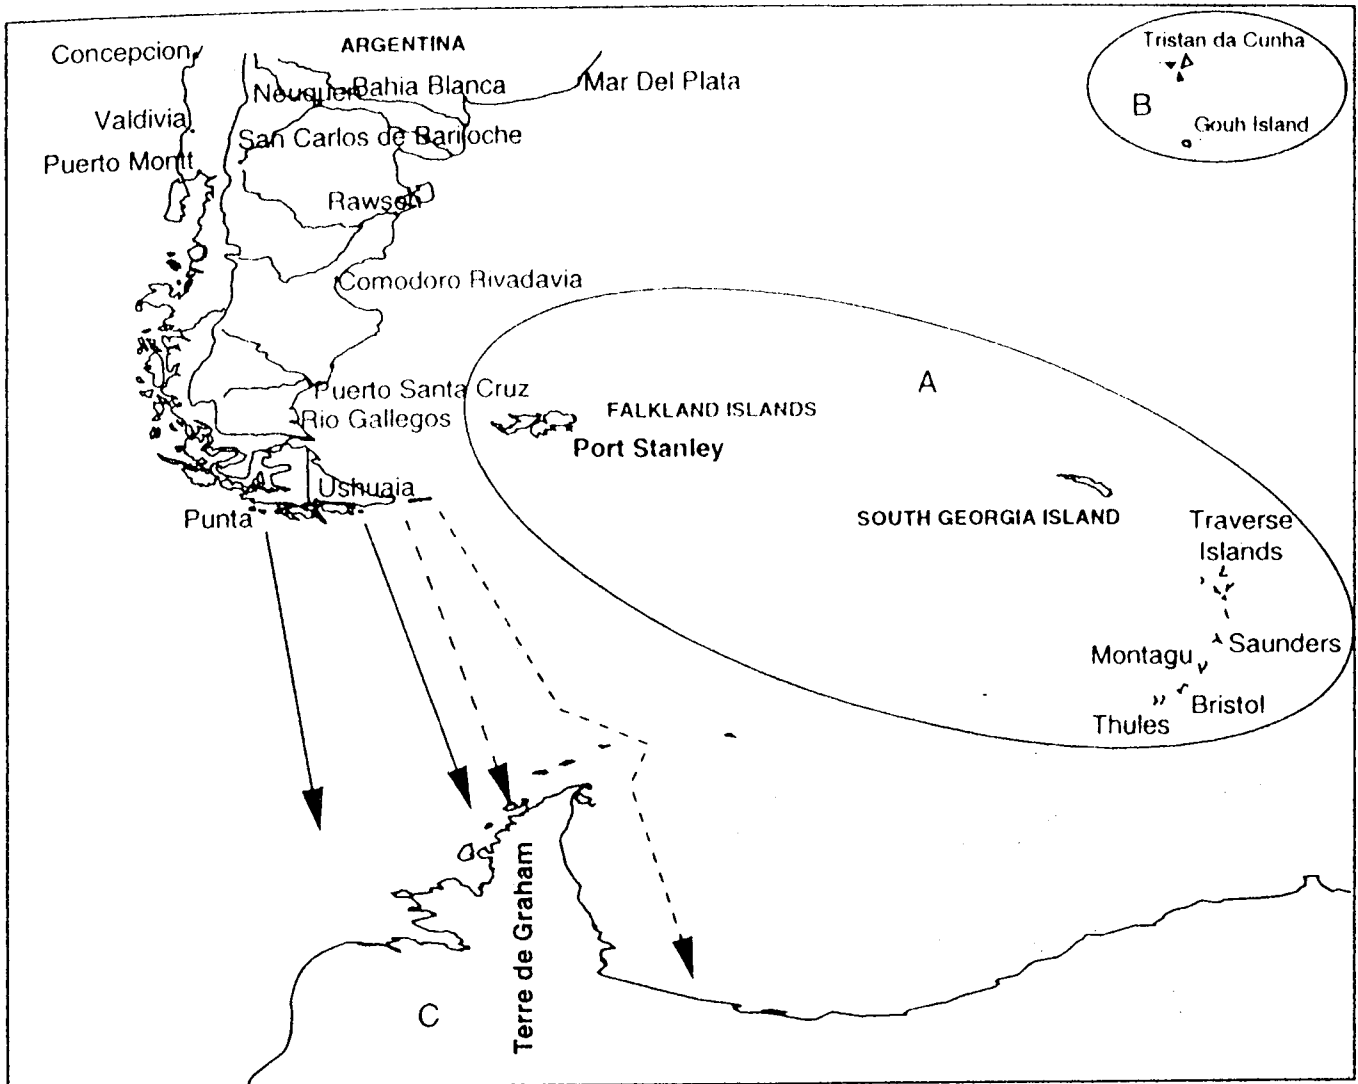 Concepcion
ARGENTINA
Neuquen
Bahia Blanca
Mar Del Plata
Tristan da Cunha
B
Gouh Island
Valdivia
San Carlos de Bariloche
Puerto Montt
Rawson
Comodoro Rivadavia
A
Puerto Santa Cruz
Rio Gallegos
FALKLAND ISLANDS
Port Stanley
Ushuaia
Punta
SOUTH GEORGIA ISLAND
Traverse
Islands
Saunders
Montagu
Bristol
Thules
Terre de Graham
C